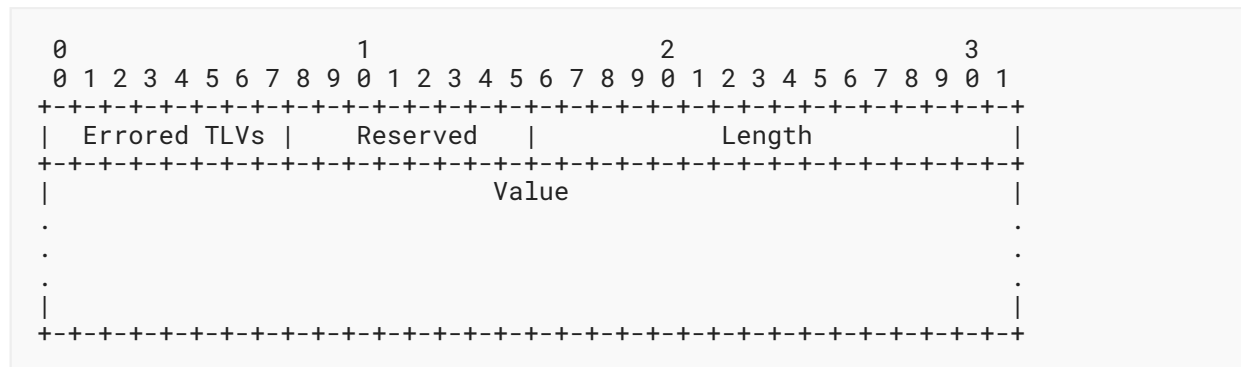 0                   1                   2                   3
 0 1 2 3 4 5 6 7 8 9 0 1 2 3 4 5 6 7 8 9 0 1 2 3 4 5 6 7 8 9 0 1
+-+-+-+-+-+-+-+-+-+-+-+-+-+-+-+-+-+-+-+-+-+-+-+-+-+-+-+-+-+-+-+-+
|  Errored TLVs |    Reserved   |            Length             |
+-+-+-+-+-+-+-+-+-+-+-+-+-+-+-+-+-+-+-+-+-+-+-+-+-+-+-+-+-+-+-+-+
|                             Value                             |
.                                                               .
.                                                               .
.                                                               .
|                                                               |
+-+-+-+-+-+-+-+-+-+-+-+-+-+-+-+-+-+-+-+-+-+-+-+-+-+-+-+-+-+-+-+-+